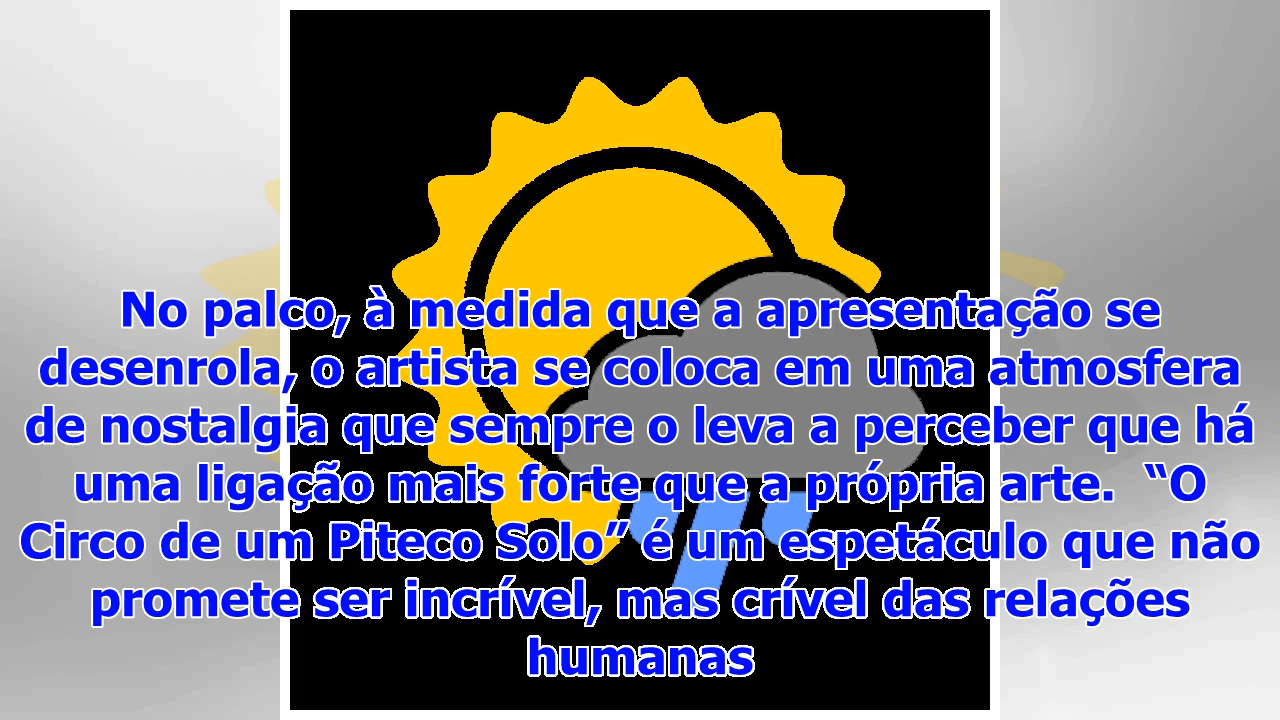 No palco, à medida que a apresentação se
desenrola, o artista se coloca em uma atmosfera
de nostalgia que sempre o leva a perceber que há
uma ligação mais forte que a própria arte.  “O
Circo de um Piteco Solo” é um espetáculo que não
promete ser incrível, mas crível das relações
humanas